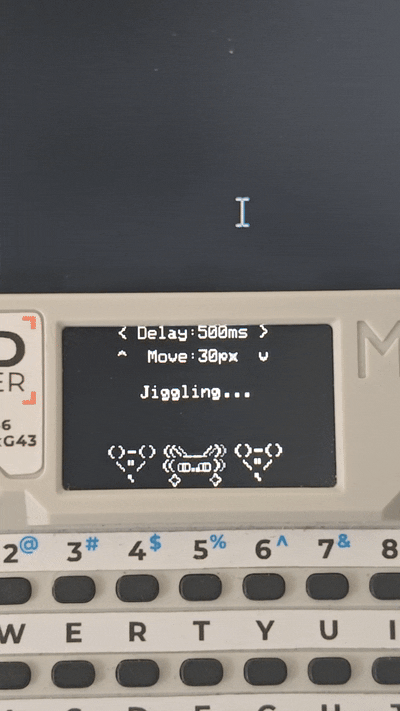 < Delay:500ms >
^ Move:30px v
Jiggling...
D
ER
M
6
:G43
2@ 3# 4$ 5% 6^ 7& 8
W E R T Y U I